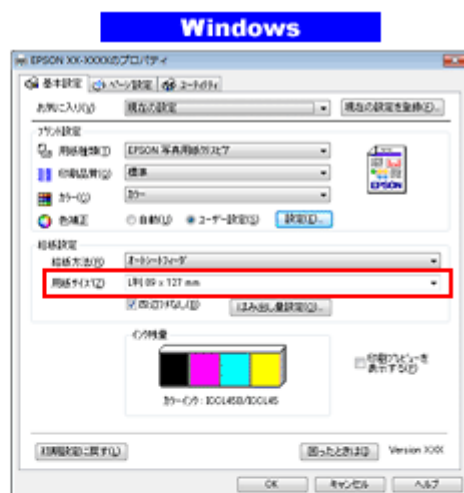 Windows
EPSON XX-XXXXのプロパティ
基本設定 ページ設定 ユーティリティ
お気に入り(V) 現在の設定 現在の設定を登録(E)...
プリント設定
用紙種類(T) EPSON 写真用紙クリスピア
印刷品質(Q) 標準
カラー(C) カラー
EPSON
色補正 自動(U) ユーザー設定(S) 設定(D)...
給紙設定
給紙方法(R) オートシートフィーダ
用紙サイズ(Z) L判 89 x 127 mm
四辺フチなし(L) はみ出し量設定(O)...
インク残量
印刷プレビューを
表示する(P)
カラーインク : ICCL45B/ICCL45
初期設定に戻す(Y) 困ったときは Version XXX
OK キャンセル ヘルプ